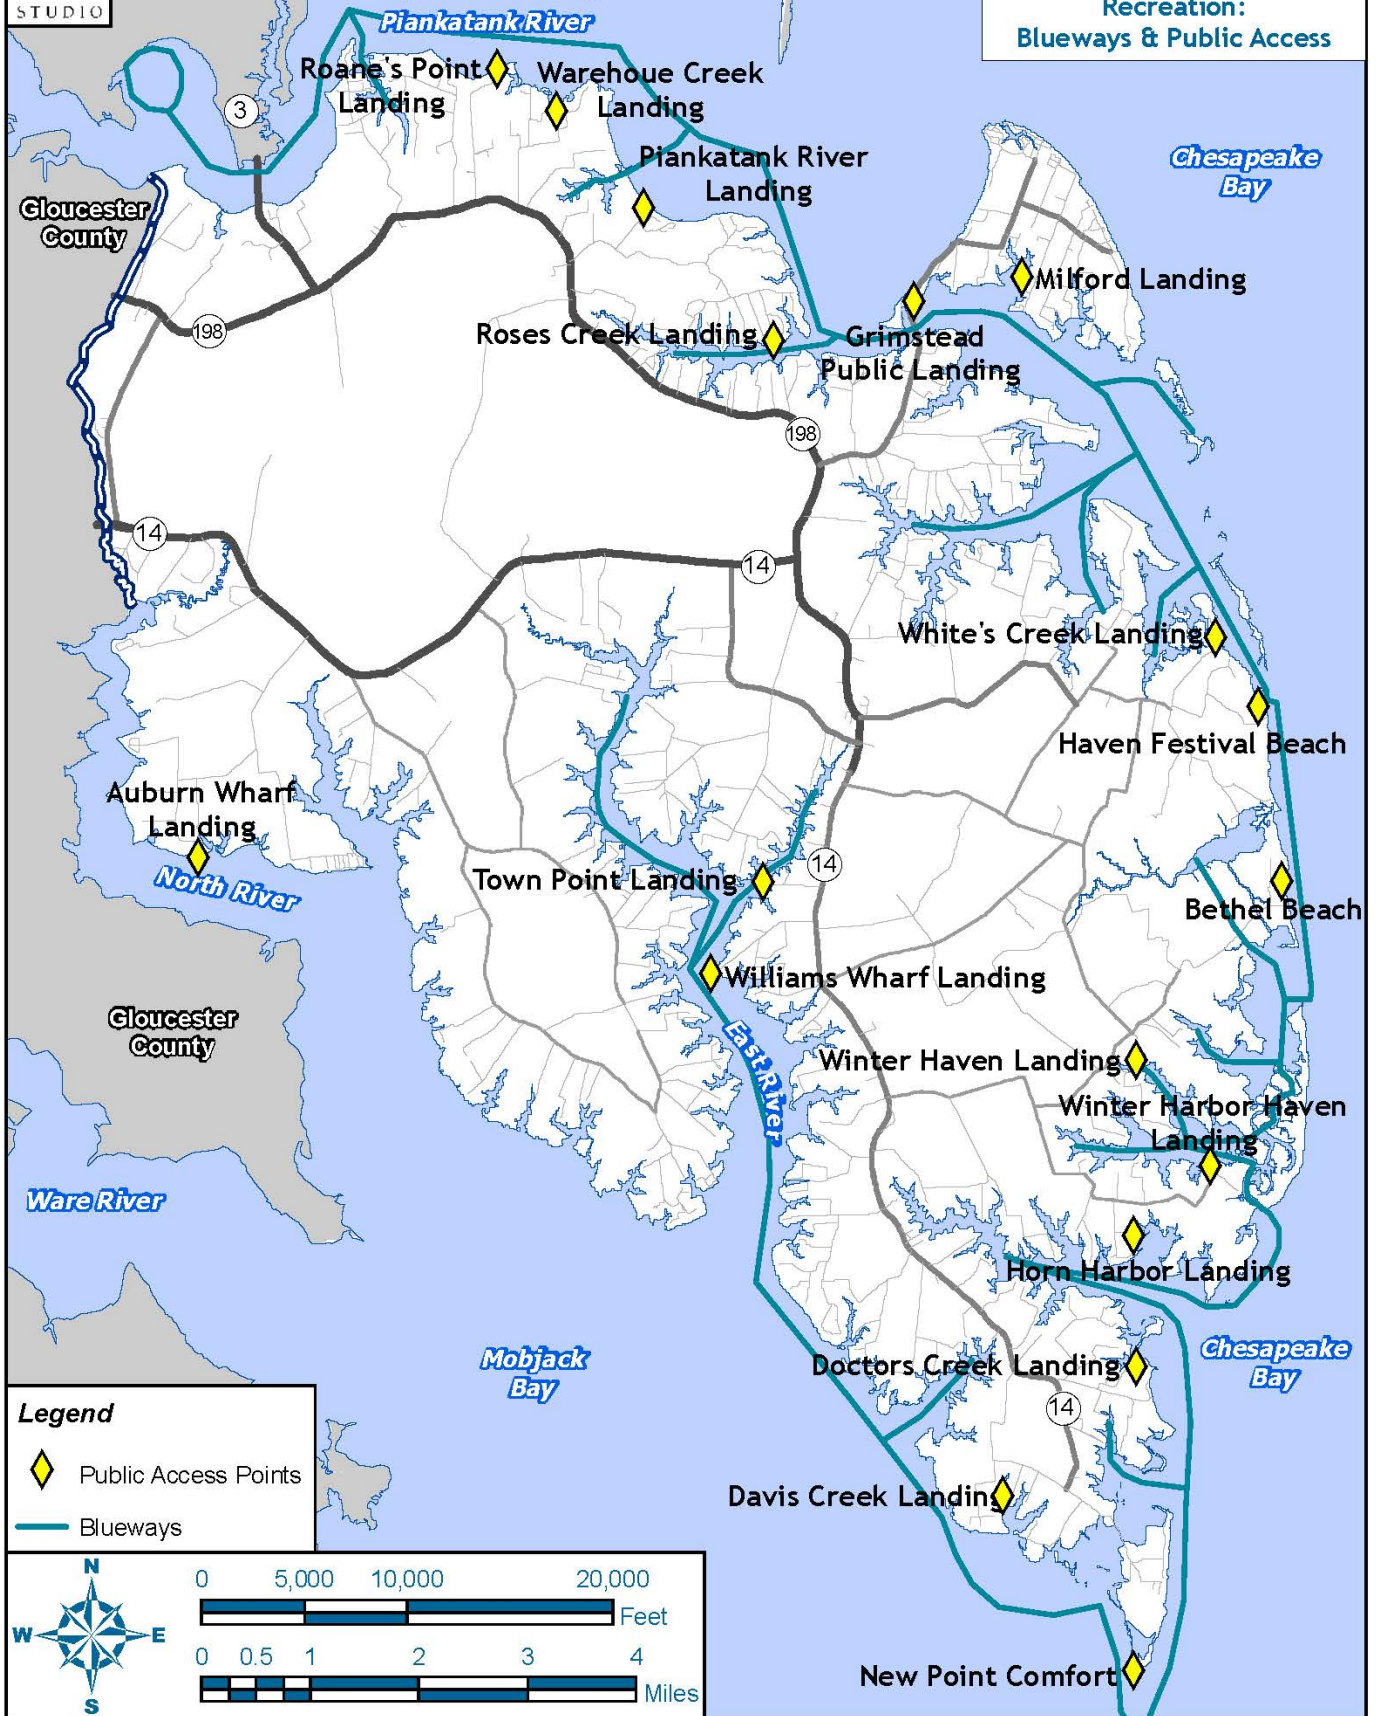 STUDIO
Recreation:
Blueways & Public Access
Piankatank River
Roane's Point
Landing
Warehoue Creek
Landing
3
Piankatank River
Landing
Chesapeake
Bay
Gloucester
County
Milford Landing
198
Roses Creek Landing
Grimstead
Public Landing
198
14
14
White's Creek Landing
Haven Festival Beach
Auburn Wharf
Landing
North River
Town Point Landing
14
Bethel Beach
Williams Wharf Landing
Gloucester
County
East River
Winter Haven Landing
Winter Harbor Haven
Landing
Ware River
Horn Harbor Landing
Mobjack
Bay
Chesapeake
Bay
Doctors Creek Landing
14
Davis Creek Landing
New Point Comfort
Legend
Public Access Points
Blueways
N
W E
S
0 5,000 10,000 20,000
Feet
0 0.5 1 2 3 4
Miles